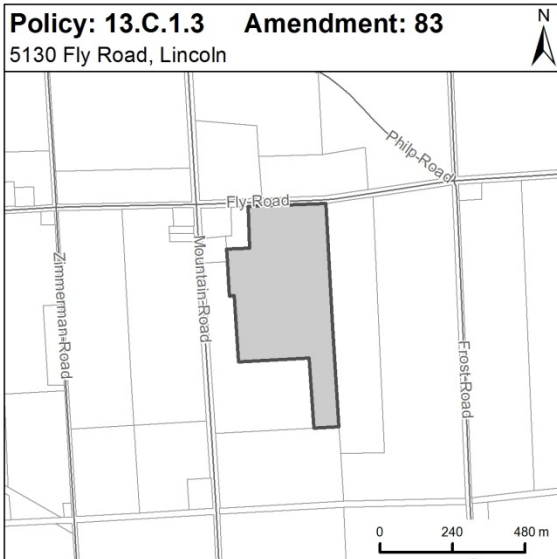 Policy: 13.C.1.3 Amendment: 83
5130 Fly Road, Lincoln
N
Philp-Road
Fly-Road
Zimmerman-Road
Mountain-Road
Frost-Road
0 240 480 m